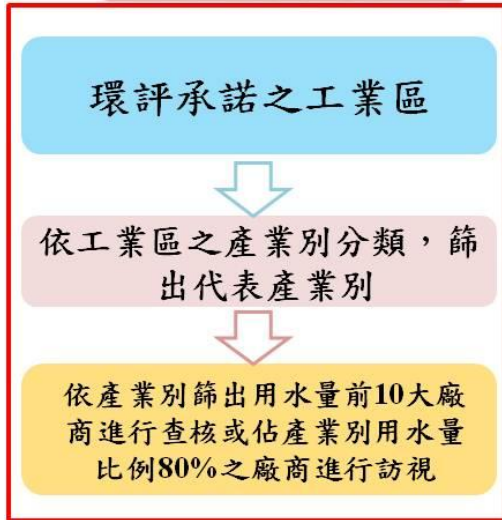 環評承諾之工業區
依工業區之產業別分類，篩
出代表產業別
依產業別篩出用水量前10大廠
商進行查核或佔產業別用水量
比例80%之廠商進行訪視